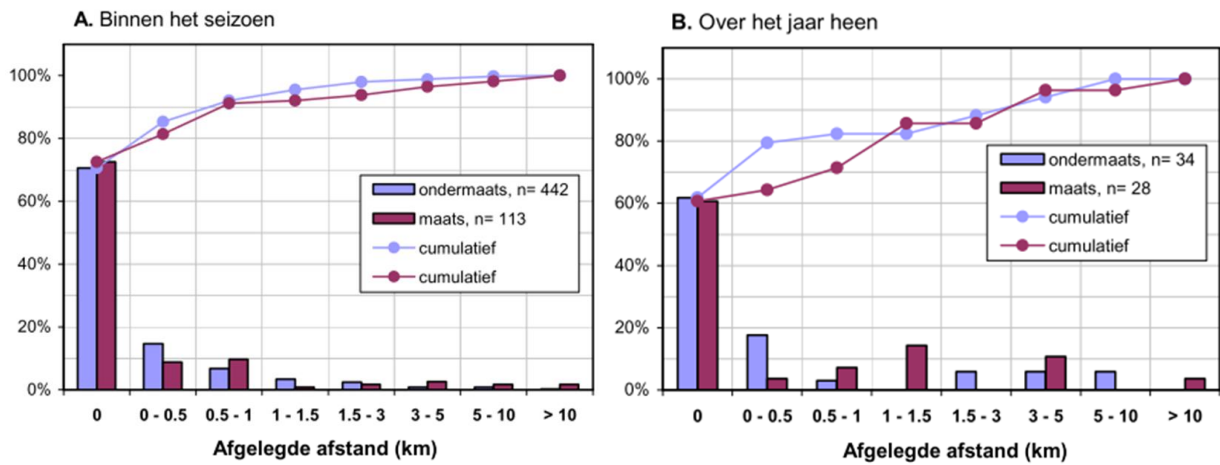 A. Binnen het seizoen
100%
80%
60%
40%
20%
0%
ondermaats, n= 442
maats, n= 113
cumulatief
cumulatief
0 0 - 0.5 0.5 - 1 1 - 1.5 1.5 - 3 3 - 5 5 - 10 > 10
Afgelegde afstand (km)
B. Over het jaar heen
100%
80%
60%
40%
20%
0%
ondermaats, n= 34
maats, n= 28
cumulatief
cumulatief
0 0 - 0.5 0.5 - 1 1 - 1.5 1.5 - 3 3 - 5 5 - 10 > 10
Afgelegde afstand (km)